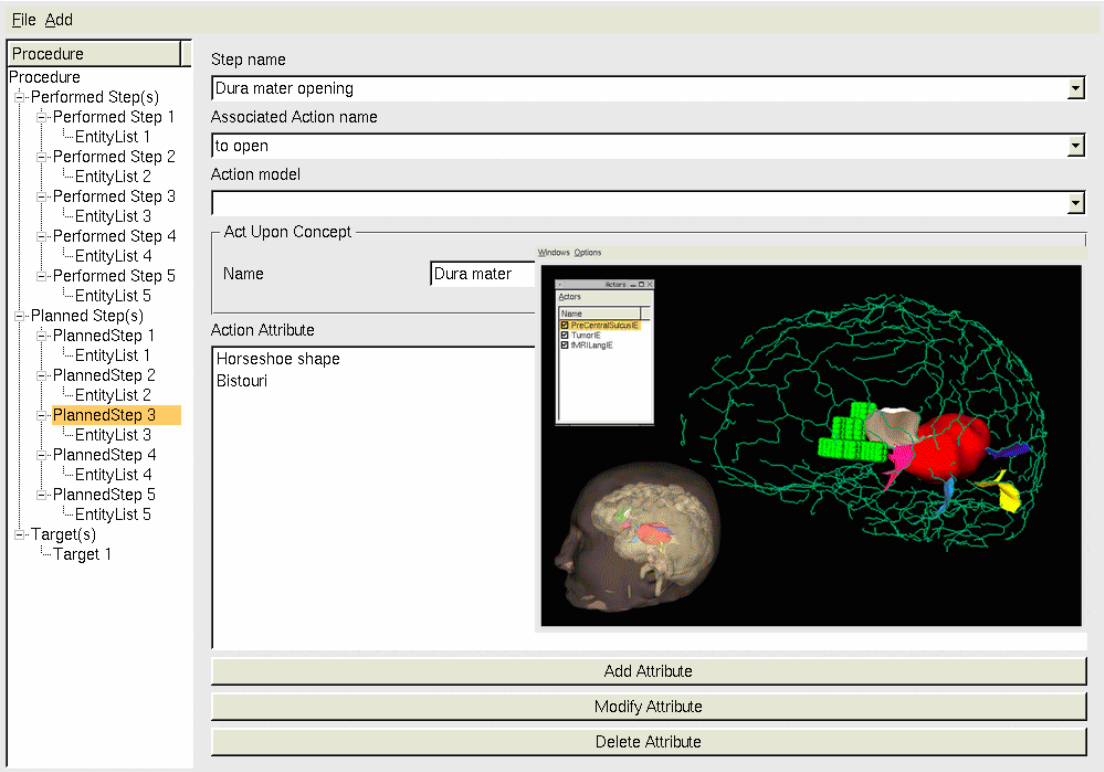 File Add
Procedure
Procedure
Performed Step(s)
Performed Step 1
EntityList 1
Performed Step 2
EntityList 2
Performed Step 3
EntityList 3
Performed Step 4
EntityList 4
Performed Step 5
EntityList 5
Planned Step(s)
PlannedStep 1
EntityList 1
PlannedStep 2
EntityList 2
PlannedStep 3
EntityList 3
PlannedStep 4
EntityList 4
PlannedStep 5
EntityList 5
Target(s)
Target 1
Step name
Dura mater opening
Associated Action name
to open
Action model
Act Upon Concept
Name Dura mater
Action Attribute
Horseshoe shape
Bistouri
Windows Options
Actors
Actors
Name
PreCentralSulcusIE
TumorIE
fMRILangIE
Add Attribute
Modify Attribute
Delete Attribute